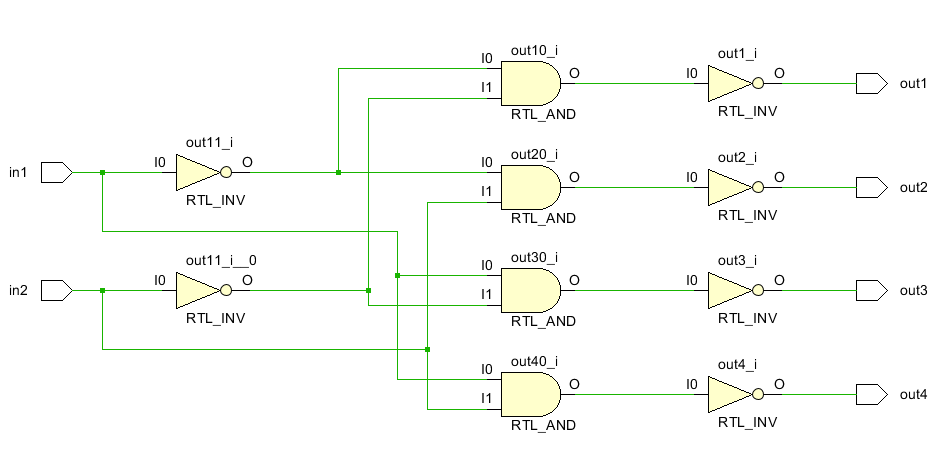 out10_i
out1_i
I0
O
I0
O
I1
out1
RTL_AND
RTL_INV
out11_i
out20_i
out2_i
in1
I0
O
I0
O
I0
O
I1
out2
RTL_INV
RTL_AND
RTL_INV
out11_i__0
out30_i
out3_i
in2
I0
O
I0
O
I0
O
I1
out3
RTL_INV
RTL_AND
RTL_INV
out40_i
out4_i
I0
O
I0
O
I1
out4
RTL_AND
RTL_INV